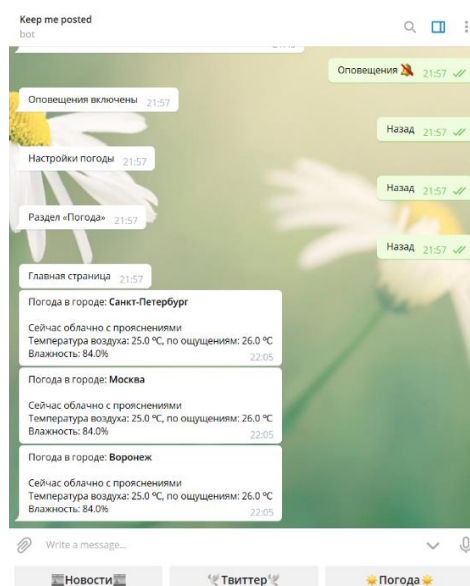 Keep me posted
bot
Оповещения 🔕 21:57
Оповещения включены 21:57
Назад 21:57
Настройки погоды 21:57
Назад 21:57
Раздел «Погода» 21:57
Назад 21:57
Главная страница 21:57
Погода в городе: Санкт-Петербург
Сейчас облачно с прояснениями
Температура воздуха: 25.0 ℃, по ощущениям: 26.0 ℃
Влажность: 84.0% 22:05
Погода в городе: Москва
Сейчас облачно с прояснениями
Температура воздуха: 25.0 ℃, по ощущениям: 26.0 ℃
Влажность: 84.0% 22:05
Погода в городе: Воронеж
Сейчас облачно с прояснениями
Температура воздуха: 25.0 ℃, по ощущениям: 26.0 ℃
Влажность: 84.0% 22:05
Write a message...
Новости Твиттер Погода